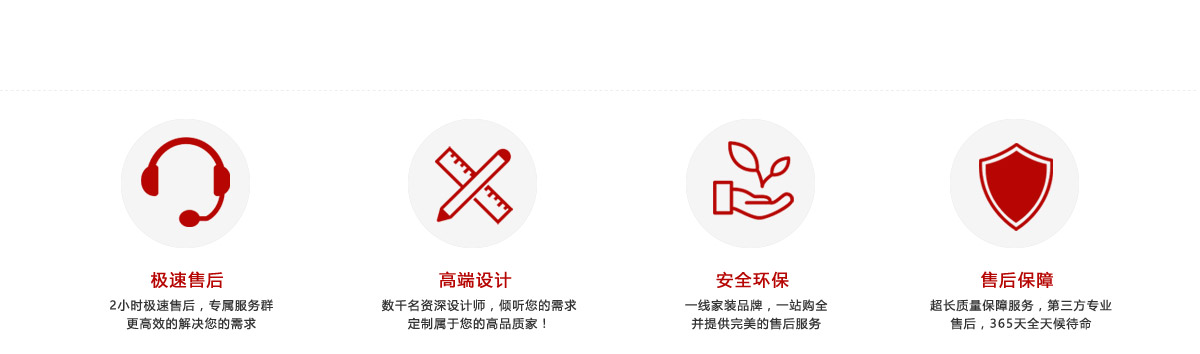 极速售后
2小时极速售后，专属服务群
更高效的解决您的需求
高端设计
数千名资深设计师，倾听您的需求
定制属于您的高品质家！
安全环保
一线家装品牌，一站购全
并提供完美的售后服务
售后保障
超长质量保障服务，第三方专业
售后，365天全天候待命